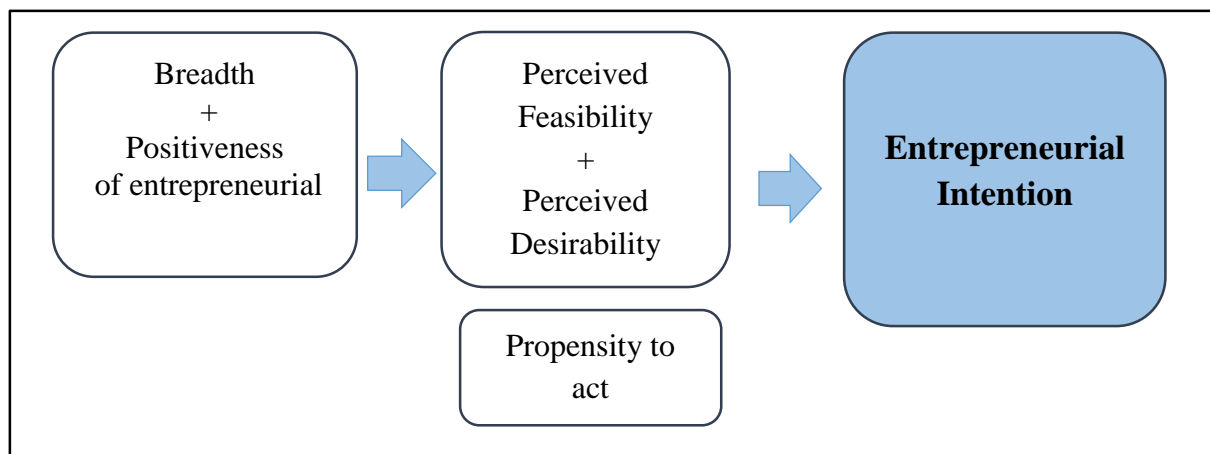 Breadth
+
Positiveness
of entrepreneurial
Perceived
Feasibility
+
Perceived
Desirability
Propensity to
act
Entrepreneurial
Intention